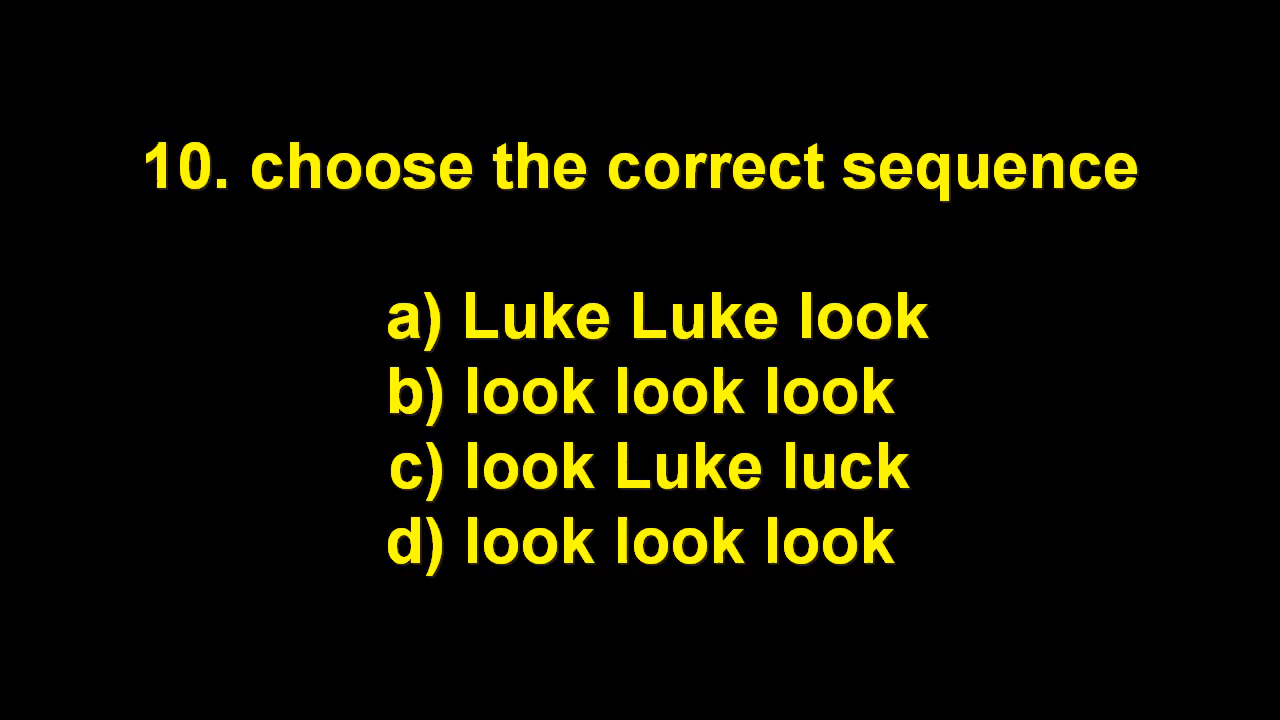 10. choose the correct sequence
a) Luke Luke look
b) look look look
c) look Luke luck
d) look look look